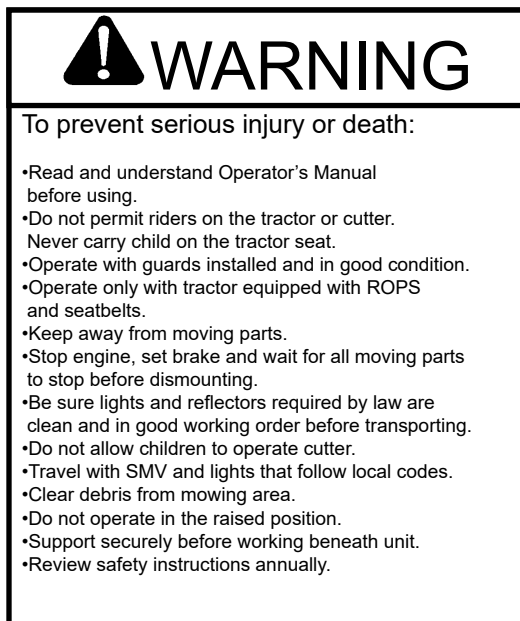 WARNING
To prevent serious injury or death:
•Read and understand Operator’s Manual
before using.
•Do not permit riders on the tractor or cutter.
Never carry child on the tractor seat.
•Operate with guards installed and in good condition.
•Operate only with tractor equipped with ROPS
and seatbelts.
•Keep away from moving parts.
•Stop engine, set brake and wait for all moving parts
to stop before dismounting.
•Be sure lights and reflectors required by law are
clean and in good working order before transporting.
•Do not allow children to operate cutter.
•Travel with SMV and lights that follow local codes.
•Clear debris from mowing area.
•Do not operate in the raised position.
•Support securely before working beneath unit.
•Review safety instructions annually.